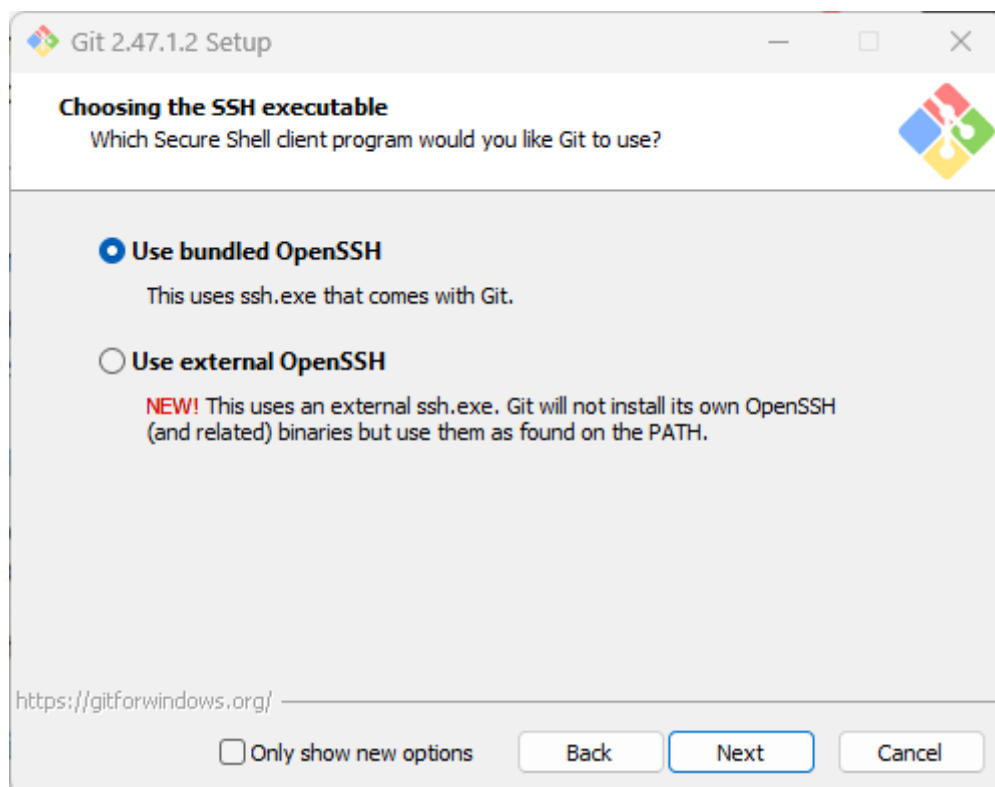 Git 2.47.1.2 Setup
Choosing the SSH executable
Which Secure Shell client program would you like Git to use?
Use bundled OpenSSH
This uses ssh.exe that comes with Git.
Use external OpenSSH
NEW! This uses an external ssh.exe. Git will not install its own OpenSSH
(and related) binaries but use them as found on the PATH.
https://gitforwindows.org/
Only show new options Back Next Cancel